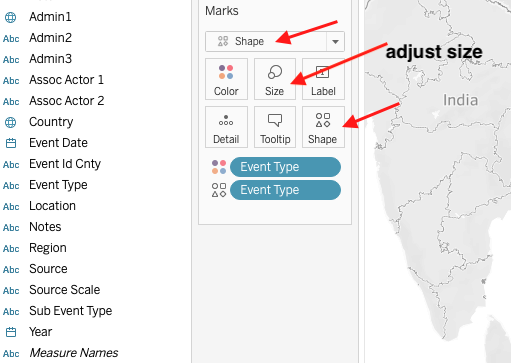 Admin1
Abc Admin2
Abc Admin3
Abc Assoc Actor 1
Abc Assoc Actor 2
Country
Event Date
Abc Event Id Cnty
Abc Event Type
Abc Location
Abc Notes
Abc Region
Abc Source
Abc Source Scale
Abc Sub Event Type
Year
Abc Measure Names
Marks
Shape
Color Size Label
Detail Tooltip Shape
Event Type
Event Type
adjust size
India